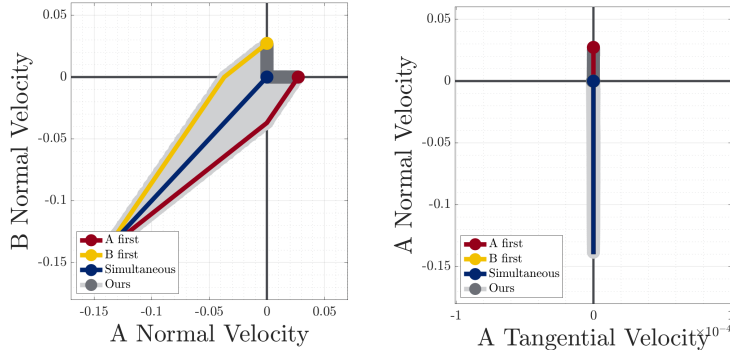 0.05
0
-0.05
-0.1
-0.15
B Normal Velocity
A first
B first
Simultaneous
Ours
-0.15
-0.1
-0.05
0
0.05
A Normal Velocity
0.05
0
-0.05
-0.1
-0.15
A Normal Velocity
A first
B first
Simultaneous
Ours
-1
0
1
×10⁻⁴
A Tangential Velocity